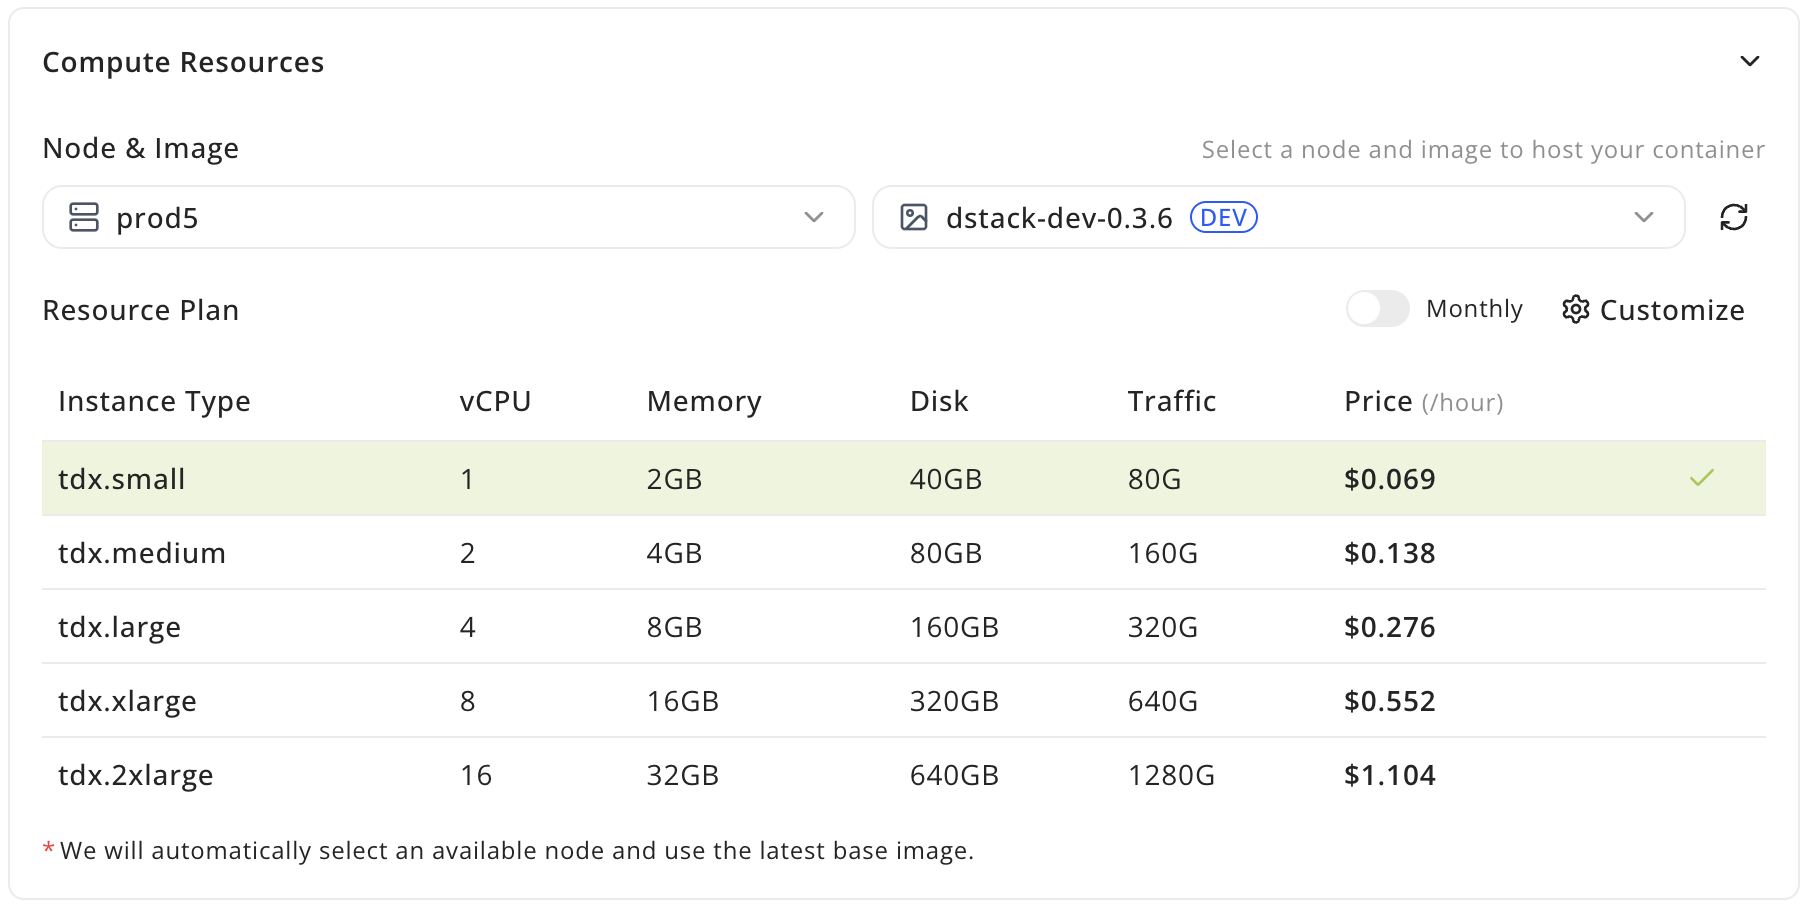 Compute Resources
Node & Image
Select a node and image to host your container
prod5
dstack-dev-0.3.6 DEV
Resource Plan
Monthly
Customize
Instance Type vCPU Memory Disk Traffic Price (/hour)
tdx.small 1 2GB 40GB 80G $0.069
tdx.medium 2 4GB 80GB 160G $0.138
tdx.large 4 8GB 160GB 320G $0.276
tdx.xlarge 8 16GB 320GB 640G $0.552
tdx.2xlarge 16 32GB 640GB 1280G $1.104
* We will automatically select an available node and use the latest base image.